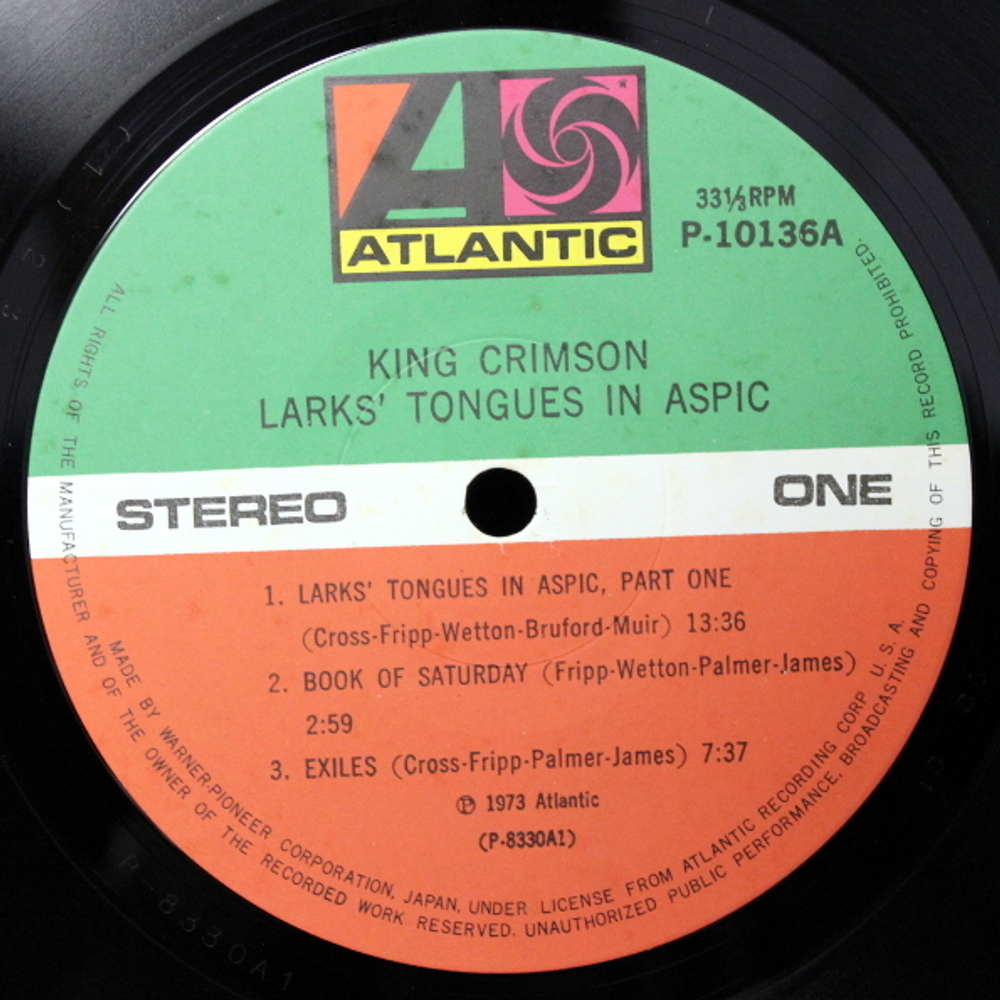 ATLANTIC
33⅓RPM
P-10136A
KING CRIMSON
LARKS' TONGUES IN ASPIC
STEREO
ONE
1. LARKS' TONGUES IN ASPIC, PART ONE
(Cross-Fripp-Wetton-Bruford-Muir) 13:36
2. BOOK OF SATURDAY (Fripp-Wetton-Palmer-James)
2:59
3. EXILES (Cross-Fripp-Palmer-James) 7:37
Ⓟ 1973 Atlantic
(P-8330A1)
MADE BY WARNER-PIONEER CORPORATION, JAPAN, UNDER LICENSE FROM ATLANTIC RECORDING CORP U. S. A.
ALL RIGHTS OF THE MANUFACTURER AND OF THE OWNER OF THE RECORDED WORK RESERVED. UNAUTHORIZED PUBLIC PERFORMANCE, BROADCASTING AND COPYING OF THIS RECORD PROHIBITED.
P-8330A1